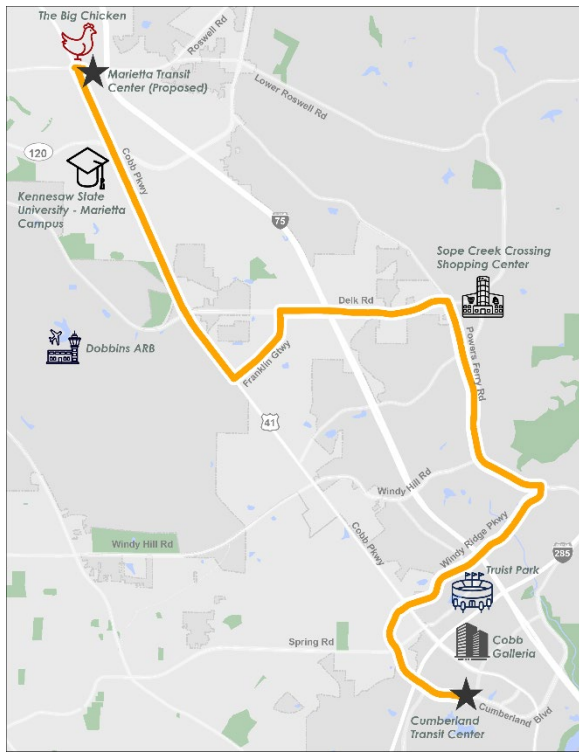 The Big Chicken
Roswell Rd
Marietta Transit
Center (Proposed)
Lower Roswell Rd
120
Cobb Pkwy
Kennesaw State
University - Marietta
Campus
75
Sope Creek Crossing
Shopping Center
Delk Rd
Powers Ferry Rd
Dobbins ARB
Franklin Gtwy
41
Windy Hill Rd
Cobb Pkwy
Windy Ridge Pkwy
Windy Hill Rd
285
Truist Park
Spring Rd
Cobb
Galleria
Cumberland Blvd
Cumberland
Transit Center